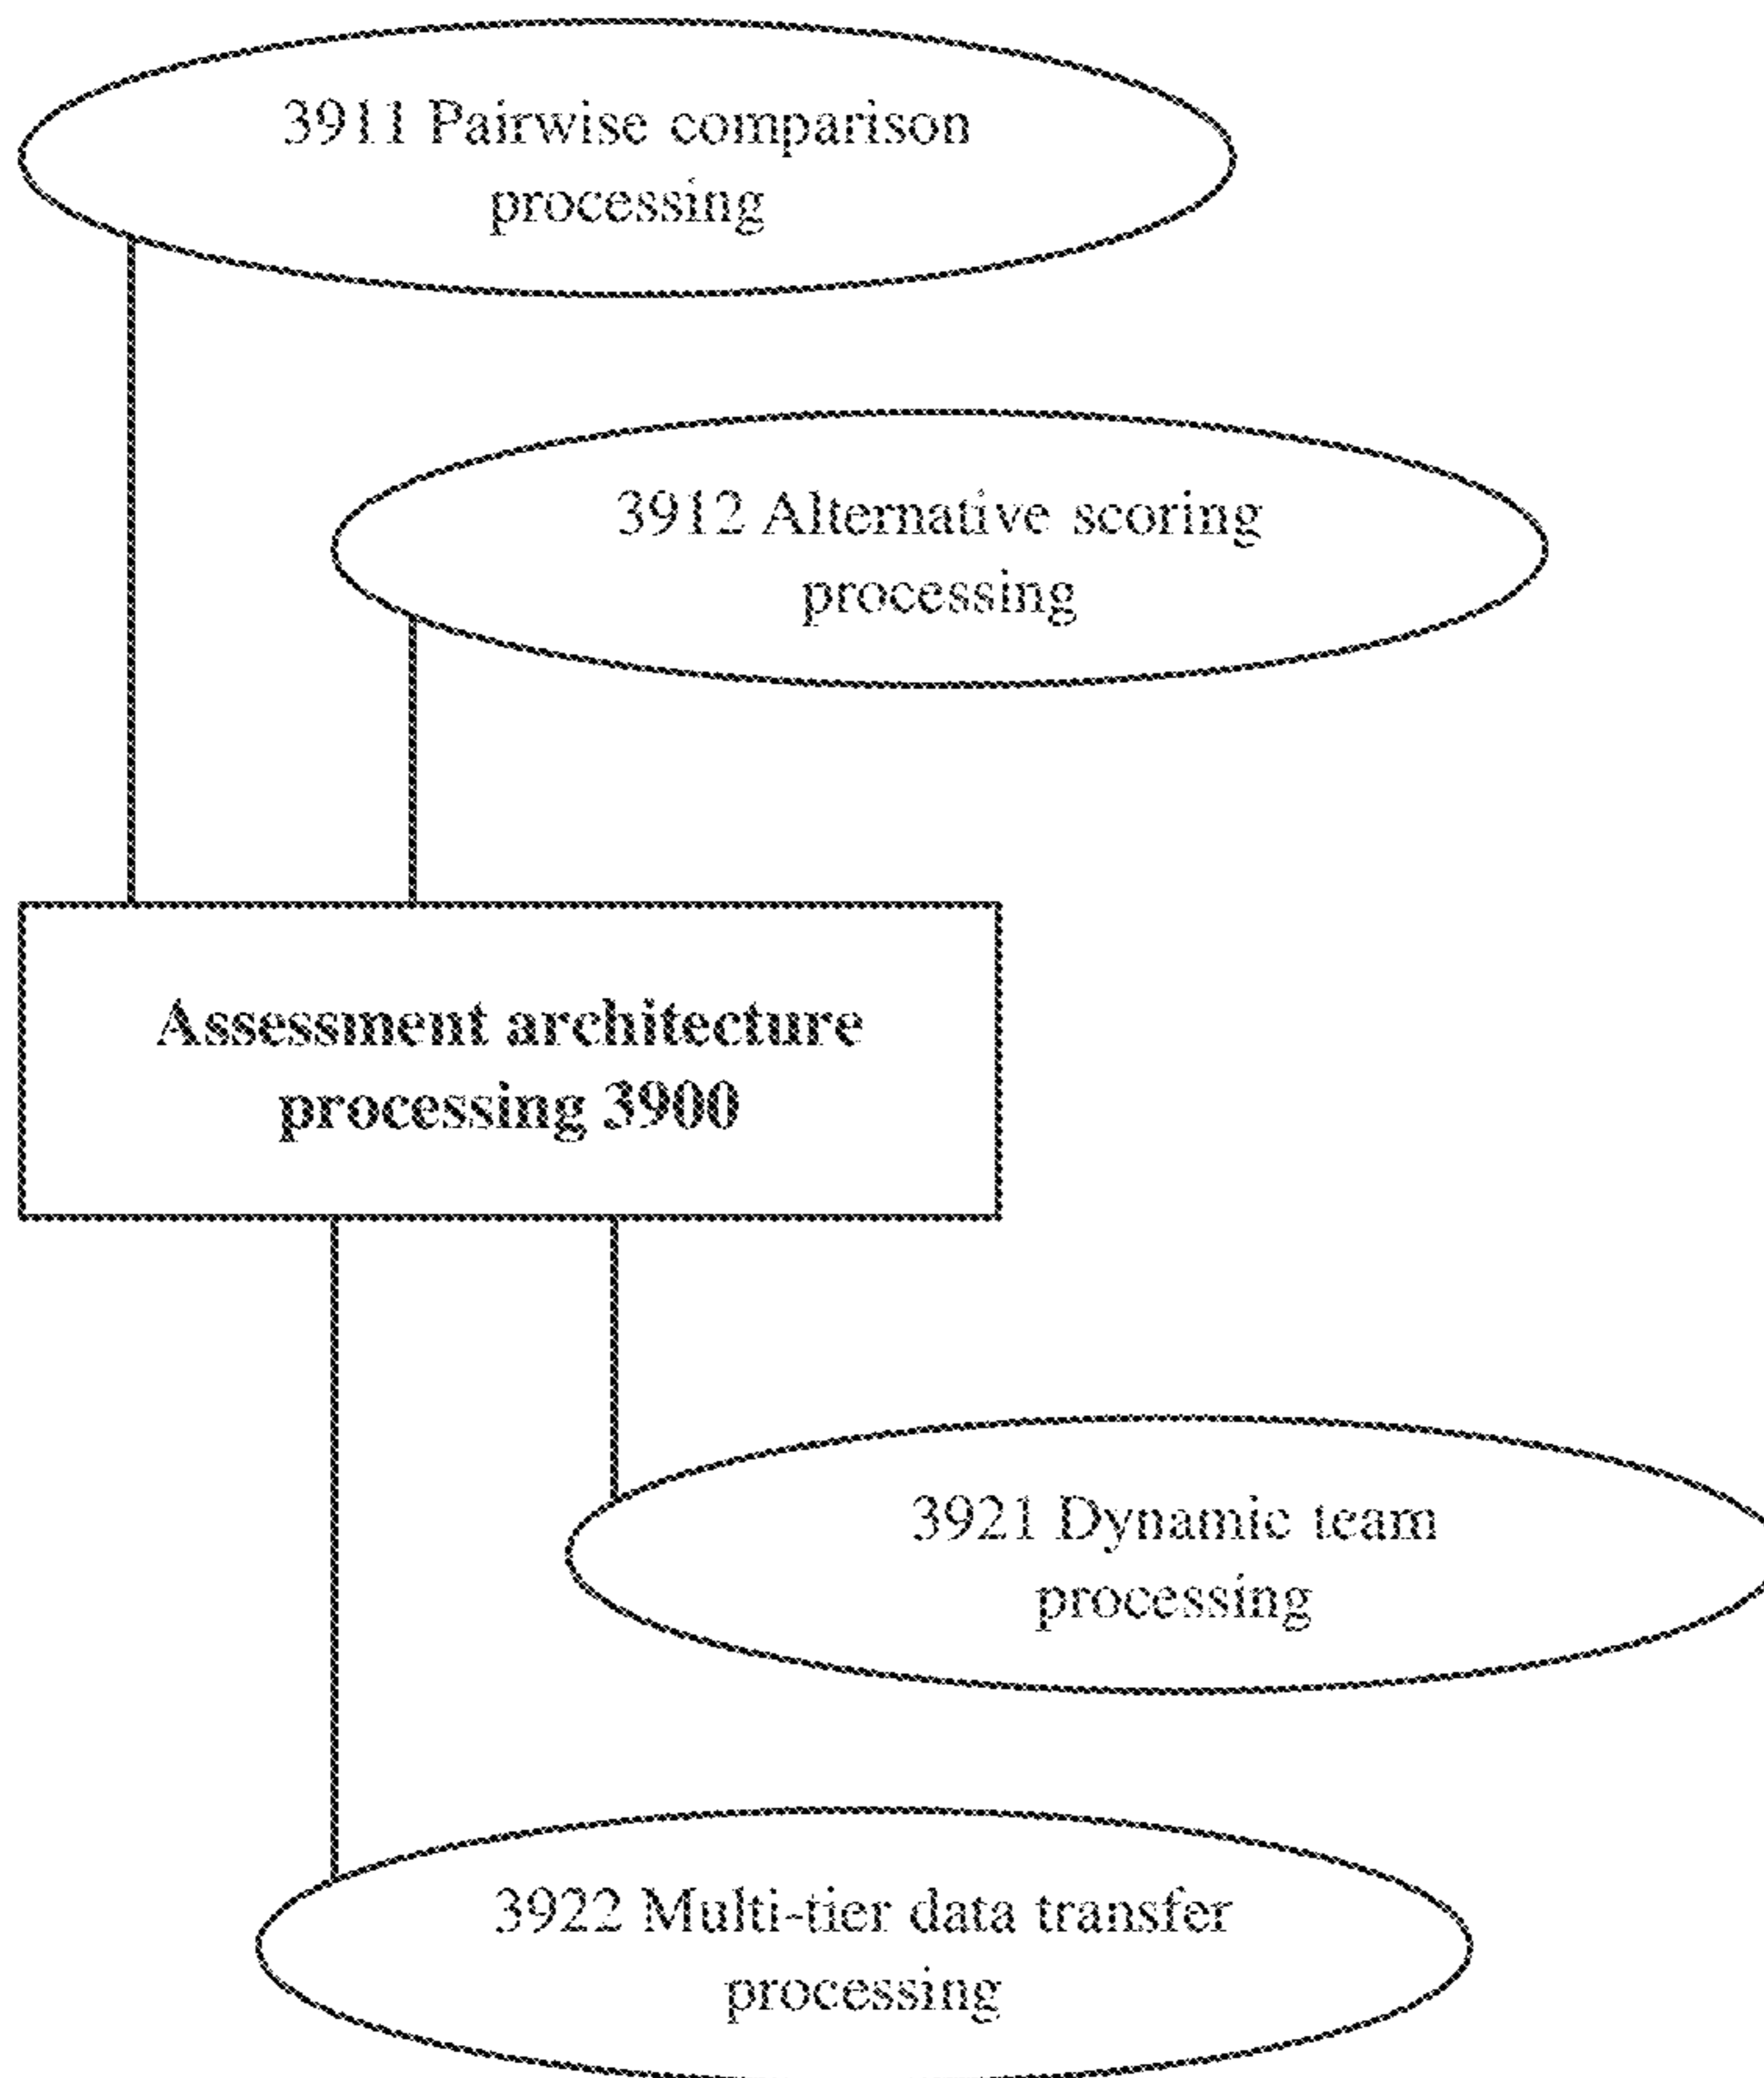 3911 Pairwise comparison
processing
3912 Alternative scoring
processing
Assessment architecture
processing 3900
3921 Dynamic team
processing
3922 Multi-tier data transfer
processing